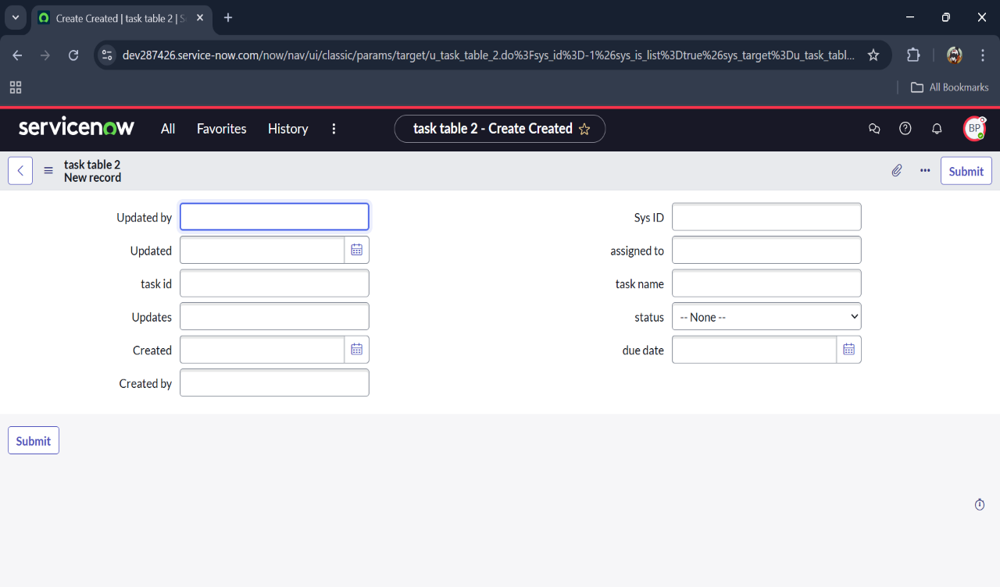 Create Created | task table 2 | S
dev287426.service-now.com/now/nav/ui/classic/params/target/u_task_table_2.do%3Fsys_id%3D-1%26sys_is_list%3Dtrue%26sys_target%3Du_task_tabl...
All Bookmarks
servicenow
All
Favorites
History
task table 2 - Create Created
BP
task table 2
New record
Submit
Updated by
Updated
task id
Updates
Created
Created by
Sys ID
assigned to
task name
status
-- None --
due date
Submit